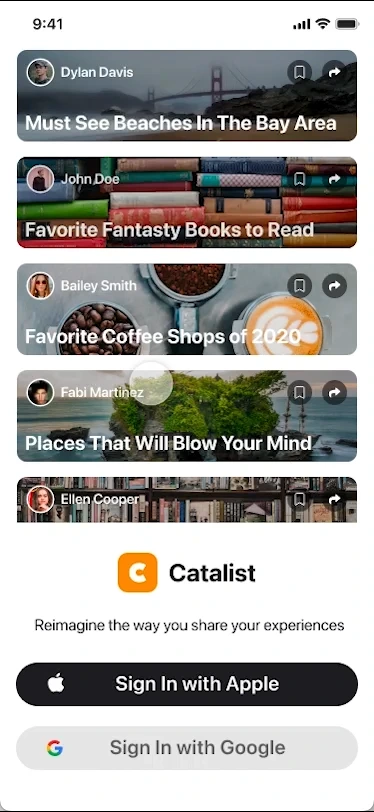 9:41
Dylan Davis
Must See Beaches In The Bay Area
John Doe
Favorite Fantasty Books to Read
Bailey Smith
Favorite Coffee Shops of 2020
Fabi Martinez
Places That Will Blow Your Mind
Ellen Cooper
Catalist
Reimagine the way you share your experiences
Sign In with Apple
Sign In with Google